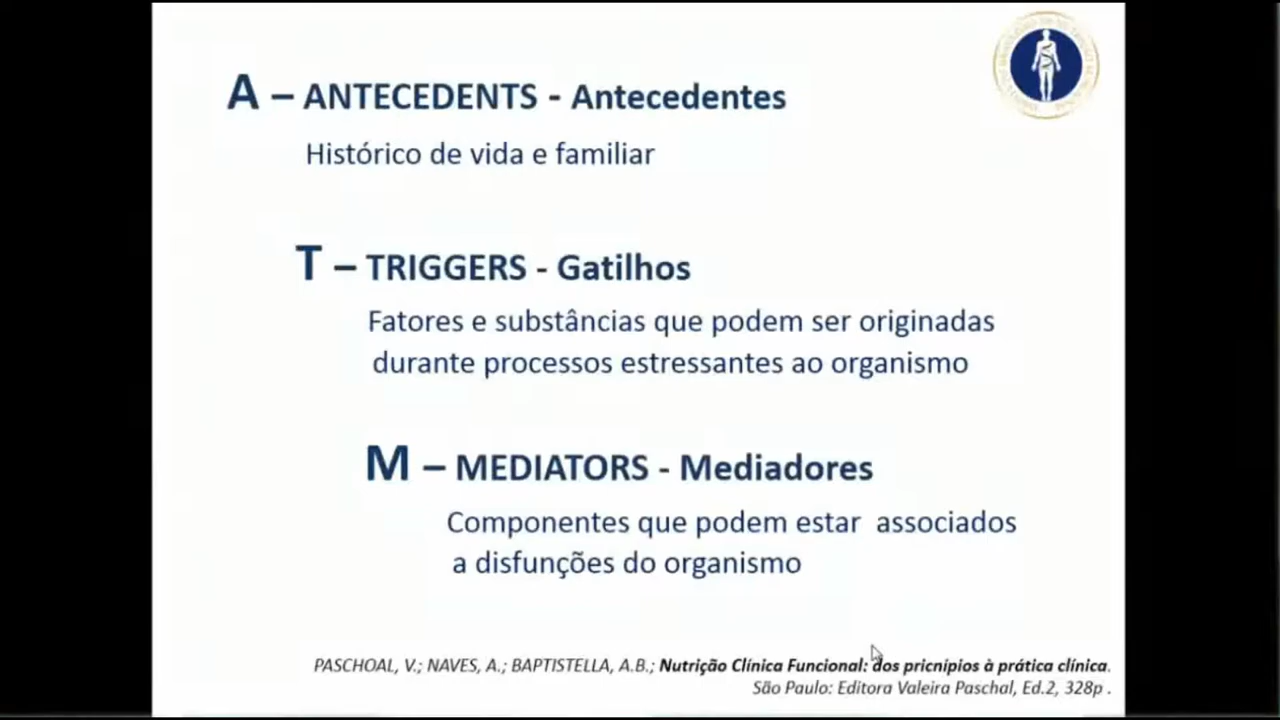 A – ANTECEDENTS - Antecedentes
Histórico de vida e familiar
T – TRIGGERS - Gatilhos
Fatores e substâncias que podem ser originadas
durante processos estressantes ao organismo
M – MEDIATORS - Mediadores
Componentes que podem estar associados
a disfunções do organismo
PASCHOAL, V.; NAVES, A.; BAPTISTELLA, A.B.; Nutrição Clínica Funcional: dos pricnípios à prática clínica.
São Paulo: Editora Valeira Paschal, Ed.2, 328p .